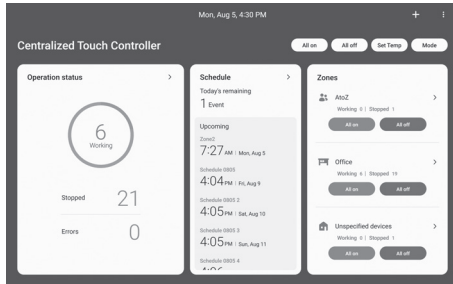 Mon, Aug 5, 4:30 PM
Centralized Touch Controller
All on
All off
Set Temp
Mode
Operation status
6
Working
Stopped 21
Errors 0
Schedule
Today's remaining
1 Event
Upcoming
Zone2
7:27 AM | Mon, Aug 5
Schedule 0805
4:04 PM | Fri, Aug 9
Schedule 0805 2
4:05 PM | Sat, Aug 10
Schedule 0805 3
4:05 PM | Sun, Aug 11
Schedule 0805 4
Zones
AtoZ
Working 0 | Stopped 1
All on
All off
Office
Working 6 | Stopped 19
All on
All off
Unspecified devices
Working 0 | Stopped 1
All on
All off